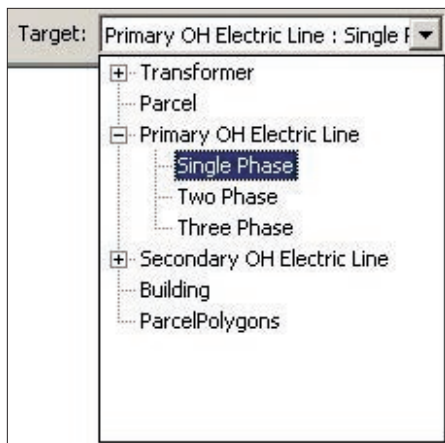 Target: Primary OH Electric Line : Single
Transformer
Parcel
Primary OH Electric Line
Single Phase
Two Phase
Three Phase
Secondary OH Electric Line
Building
ParcelPolygons